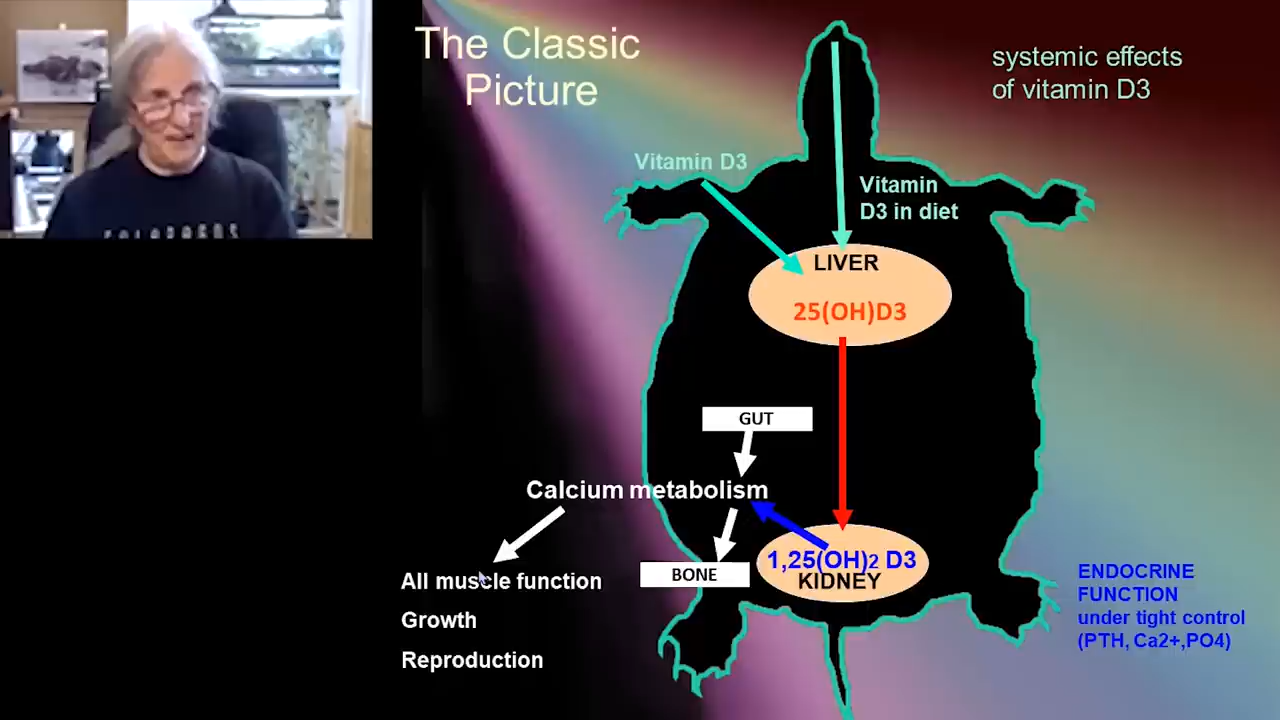 The Classic
Picture
systemic effects
of vitamin D3
Vitamin D3
Vitamin
D3 in diet
LIVER
25(OH)D3
GUT
Calcium metabolism
1,25(OH)2 D3
KIDNEY
BONE
All muscle function
Growth
Reproduction
ENDOCRINE
FUNCTION
under tight control
(PTH, Ca2+,PO4)